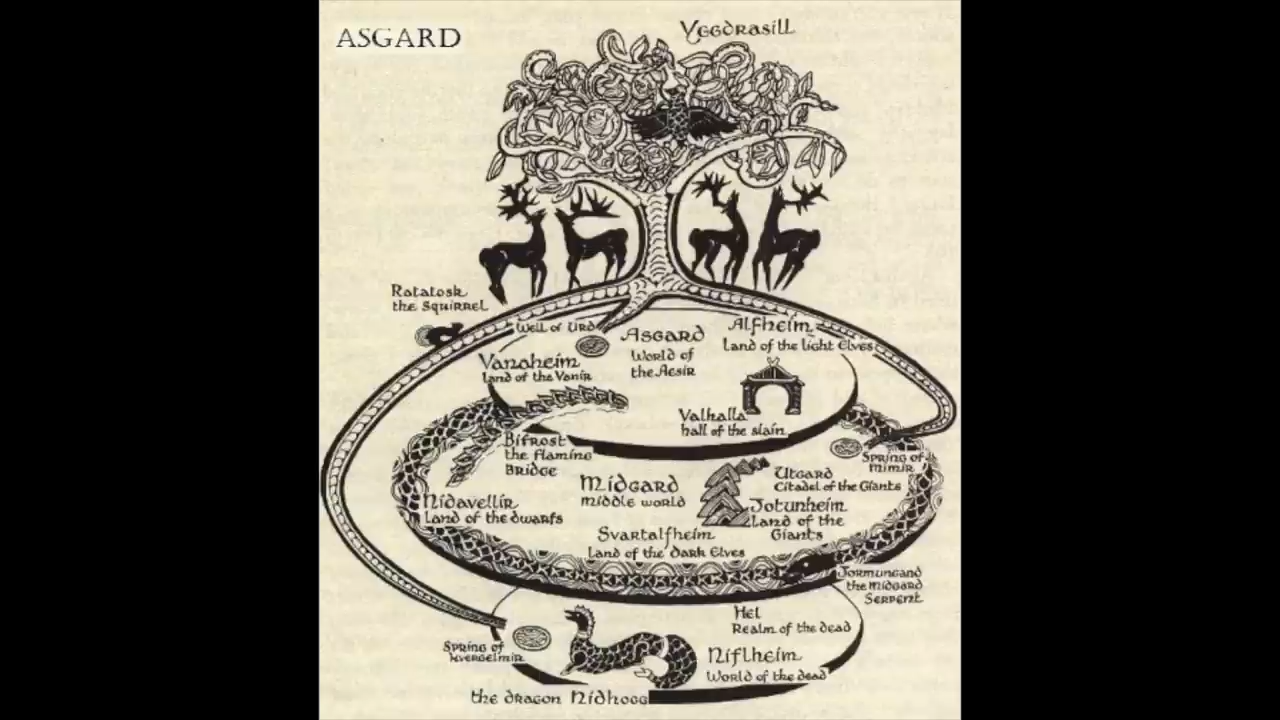 ASGARD
Yggdrasill
Ratatosk
the Squirrel
Well of Urd
Asgard
World of
the Aesir
Alfheim
Land of the light Elves
Vanaheim
Land of the Vanir
Valhalla
hall of the slain
Bifrost
the flaming
Bridge
Spring of
Mimir
Midgard
middle world
Utgard
Citadel of the Giants
Nidavellir
Land of the dwarfs
Jotunheim
Land of the
Giants
Svartalfheim
Land of the dark Elves
Jormungand
the Midgard
Serpent
Hel
Realm of the dead
Spring of
Hvergelmir
Niflheim
World of the dead
the dragon Nidhogg